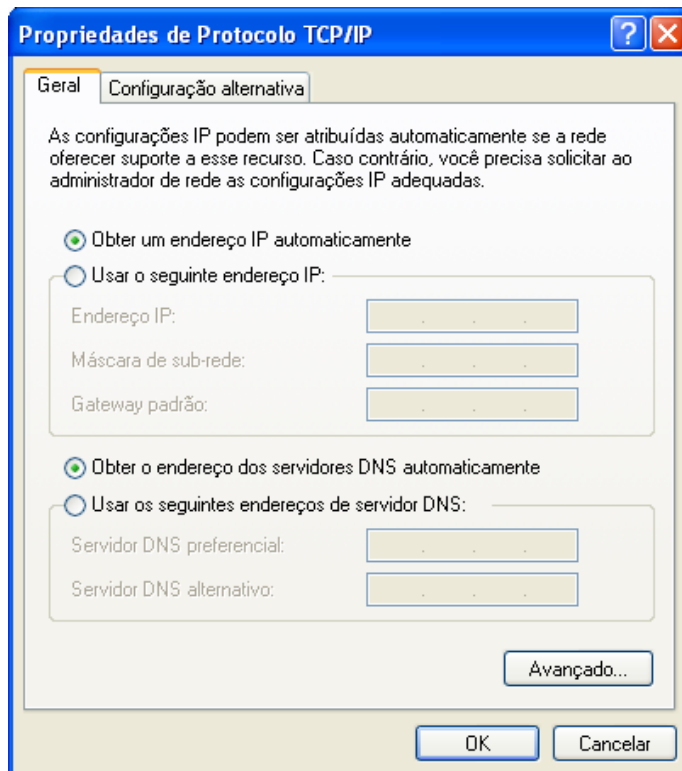 Propriedades de Protocolo TCP/IP
Geral
Configuração alternativa
As configurações IP podem ser atribuídas automaticamente se a rede
oferecer suporte a esse recurso. Caso contrário, você precisa solicitar ao
administrador de rede as configurações IP adequadas.
Obter um endereço IP automaticamente
Usar o seguinte endereço IP:
Endereço IP:
Máscara de sub-rede:
Gateway padrão:
Obter o endereço dos servidores DNS automaticamente
Usar os seguintes endereços de servidor DNS:
Servidor DNS preferencial:
Servidor DNS alternativo:
Avançado...
OK
Cancelar